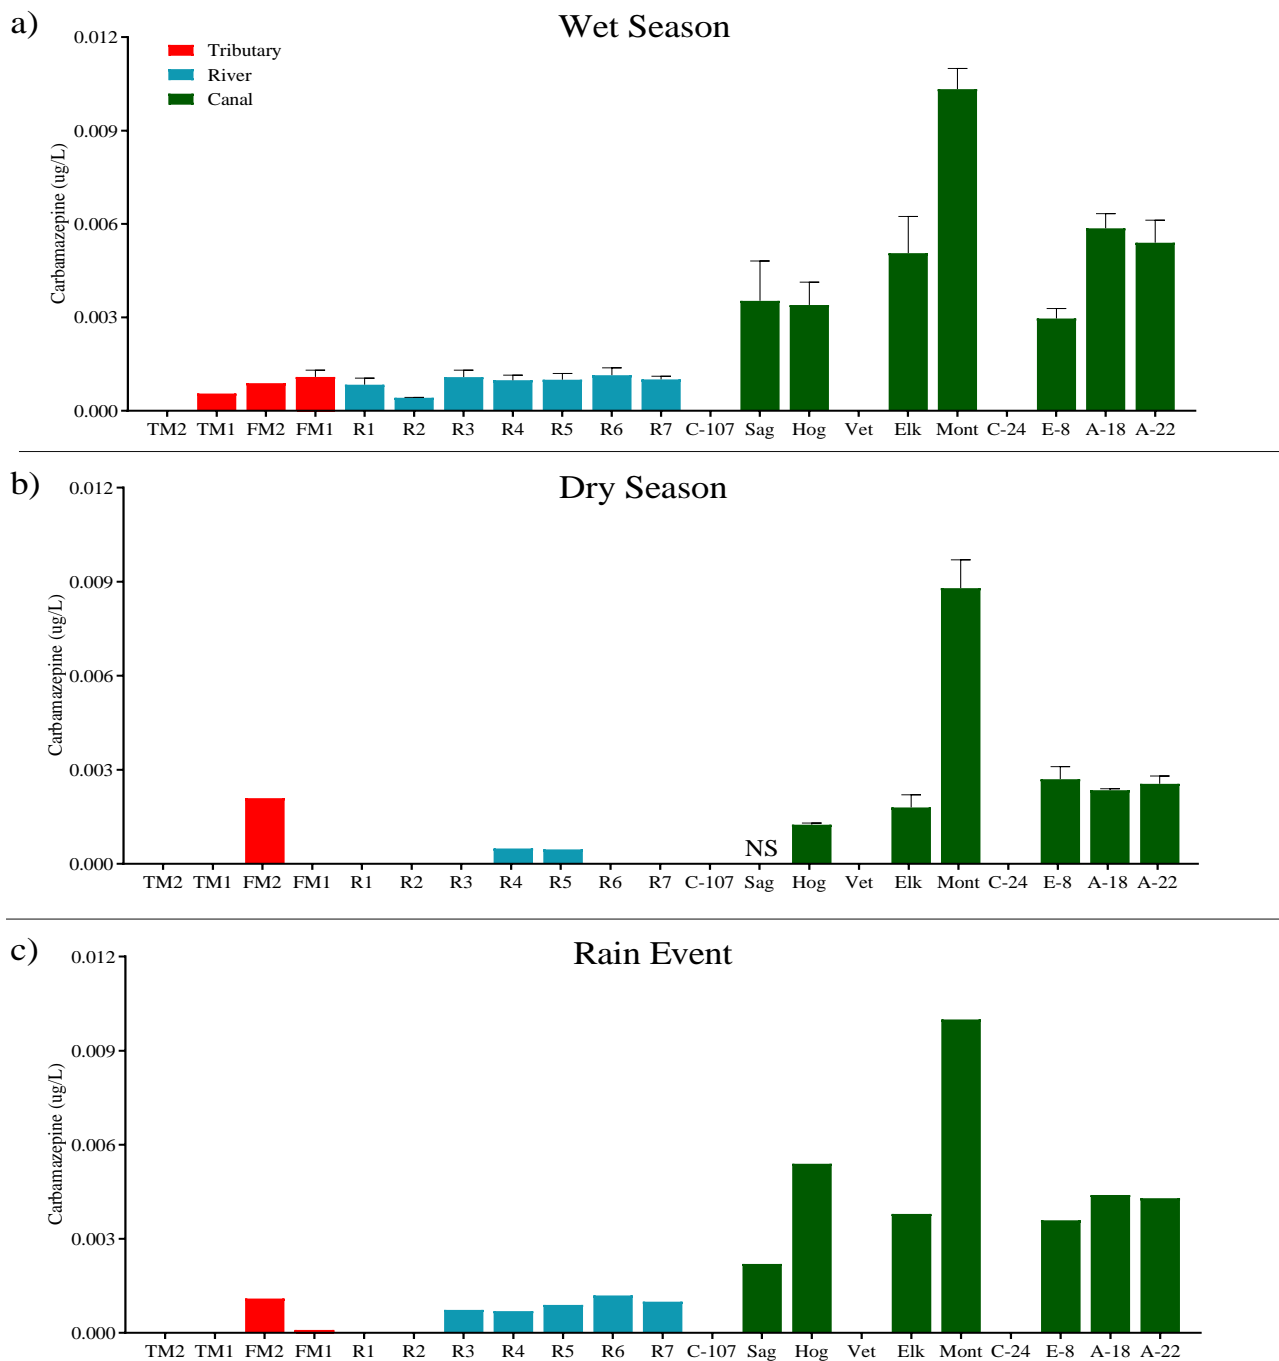 a)
Wet Season
Tributary
River
Canal
Carbamazepine (ug/L)
0.012
0.009
0.006
0.003
0.000
TM2 TM1 FM2 FM1 R1 R2 R3 R4 R5 R6 R7 C-107 Sag Hog Vet Elk Mont C-24 E-8 A-18 A-22
b)
Dry Season
Carbamazepine (ug/L)
0.012
0.009
0.006
0.003
0.000
NS
TM2 TM1 FM2 FM1 R1 R2 R3 R4 R5 R6 R7 C-107 Sag Hog Vet Elk Mont C-24 E-8 A-18 A-22
c)
Rain Event
Carbamazepine (ug/L)
0.012
0.009
0.006
0.003
0.000
TM2 TM1 FM2 FM1 R1 R2 R3 R4 R5 R6 R7 C-107 Sag Hog Vet Elk Mont C-24 E-8 A-18 A-22